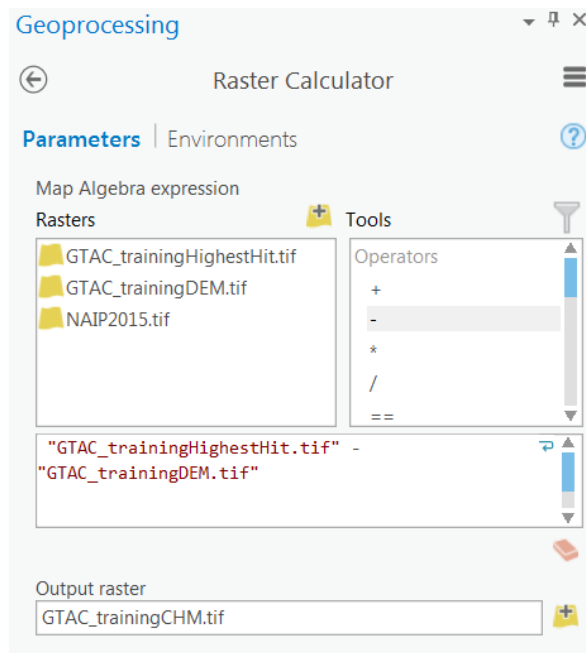 Geoprocessing
Raster Calculator
Parameters | Environments
Map Algebra expression
Rasters
Tools
GTAC_trainingHighestHit.tif
GTAC_trainingDEM.tif
NAIP2015.tif
Operators
+
-
*
/
==
"GTAC_trainingHighestHit.tif" -
"GTAC_trainingDEM.tif"
Output raster
GTAC_trainingCHM.tif